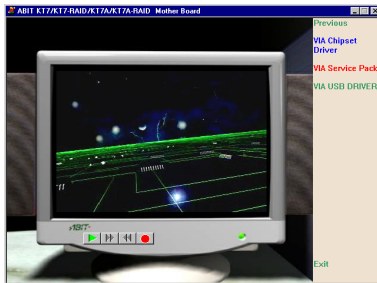 ABIT KT7/KT7-RAID/KT7A/KT7A-RAID Mother Board
Previous
VIA Chipset
Driver
VIA Service Pack
VIA USB DRIVER
ABIT
Exit